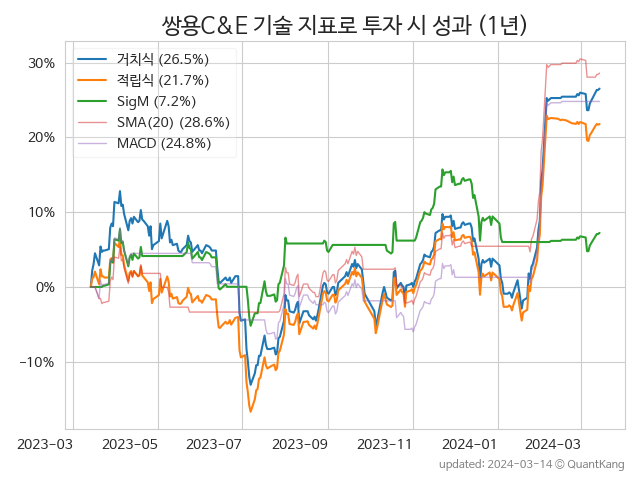 쌍용C&E 기술 지표로 투자 시 성과 (1년)
거치식 (26.5%)
적립식 (21.7%)
SigM (7.2%)
SMA(20) (28.6%)
MACD (24.8%)
30%
20%
10%
0%
−10%
2023-03 2023-05 2023-07 2023-09 2023-11 2024-01 2024-03
updated: 2024-03-14 ⓒ QuantKang